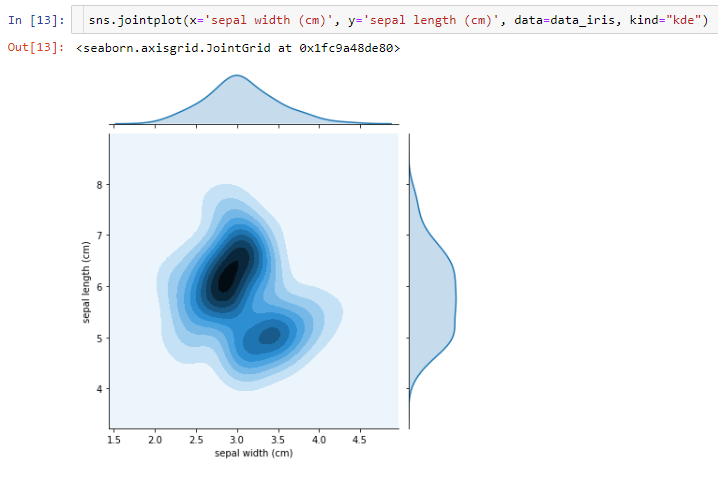 In [13]: sns.jointplot(x='sepal width (cm)', y='sepal length (cm)', data=data_iris, kind="kde")
Out[13]: <seaborn.axisgrid.JointGrid at 0x1fc9a48de80>
8
7
6
5
4
sepal length (cm)
1.5 2.0 2.5 3.0 3.5 4.0 4.5
sepal width (cm)